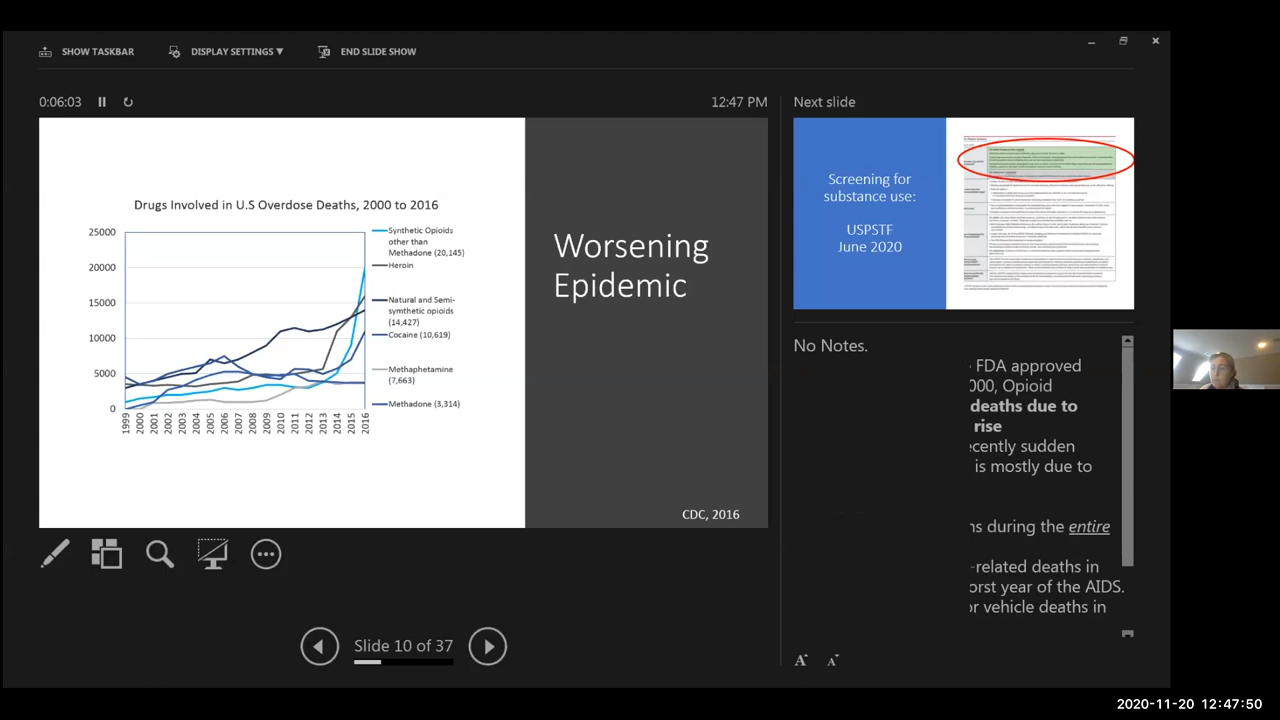 SHOW TASKBAR
DISPLAY SETTINGS ▼
END SLIDE SHOW
0:06:03
12:47 PM
Drugs Involved in U.S Overdose Deaths, 2000 to 2016
25000
20000
15000
10000
5000
0
1999
2000
2001
2002
2003
2004
2005
2006
2007
2008
2009
2010
2011
2012
2013
2014
2015
2016
Synthetic Opioids
other than
Methadone (20,145)
Heroin
Natural and Semi-
symthetic opioids
(14,427)
Cocaine (10,619)
Methaphetamine
(7,663)
Methadone (3,314)
Worsening
Epidemic
CDC, 2016
Slide 10 of 37
Next slide
Screening for
substance use:
USPSTF
June 2020
No Notes.
FDA approved
000, Opioid
deaths due to
rise
ecently sudden
is mostly due to
ns during the entire
-related deaths in
orst year of the AIDS.
or vehicle deaths in
A
A
2020-11-20 12:47:50